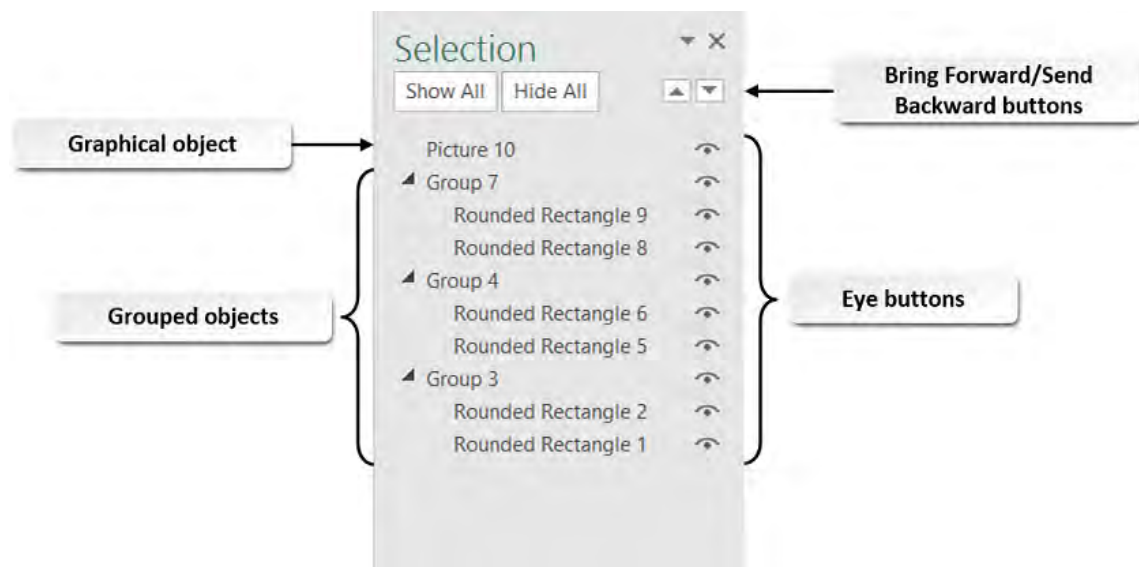 Selection
Show All Hide All
Bring Forward/Send
Backward buttons
Graphical object
Picture 10
Group 7
Rounded Rectangle 9
Rounded Rectangle 8
Group 4
Grouped objects
Eye buttons
Rounded Rectangle 6
Rounded Rectangle 5
Group 3
Rounded Rectangle 2
Rounded Rectangle 1